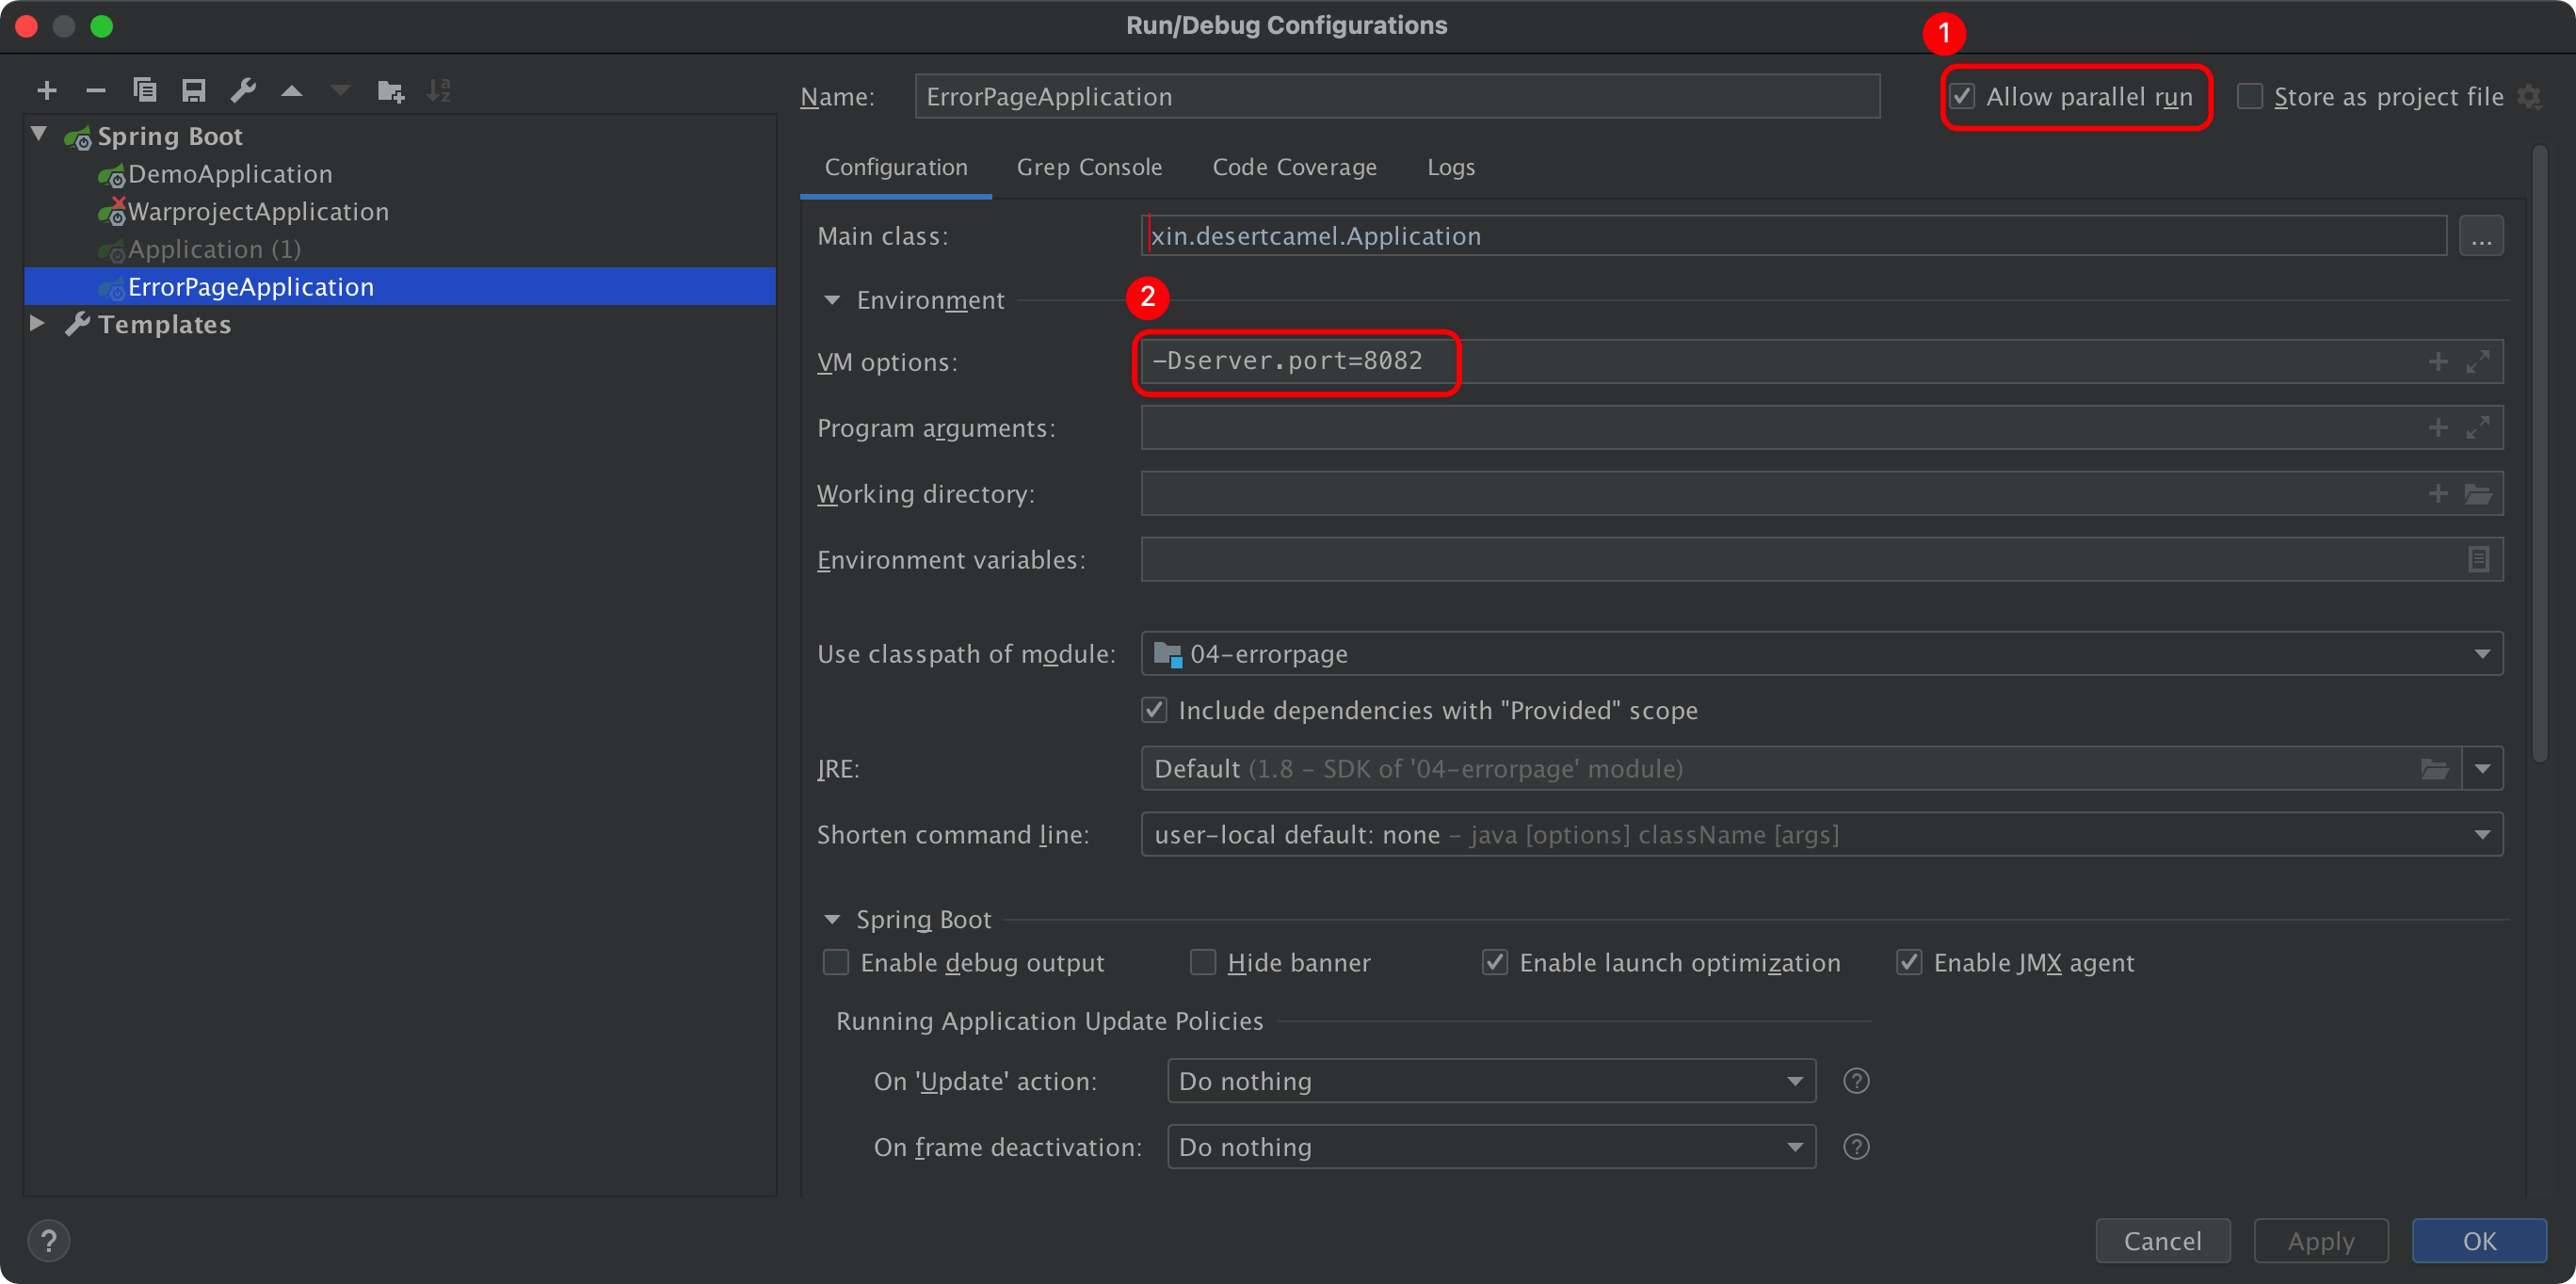 Run/Debug Configurations
1
Name: ErrorPageApplication
Allow parallel run
Store as project file
Spring Boot
DemoApplication
WarprojectApplication
Application (1)
ErrorPageApplication
Templates
Configuration Grep Console Code Coverage Logs
Main class: xin.desertcamel.Application ...
Environment
2
VM options: -Dserver.port=8082
Program arguments:
Working directory:
Environment variables:
Use classpath of module: 04-errorpage
Include dependencies with "Provided" scope
JRE: Default (1.8 - SDK of '04-errorpage' module)
Shorten command line: user-local default: none - java [options] className [args]
Spring Boot
Enable debug output Hide banner Enable launch optimization Enable JMX agent
Running Application Update Policies
On 'Update' action: Do nothing ?
On frame deactivation: Do nothing ?
? Cancel Apply OK